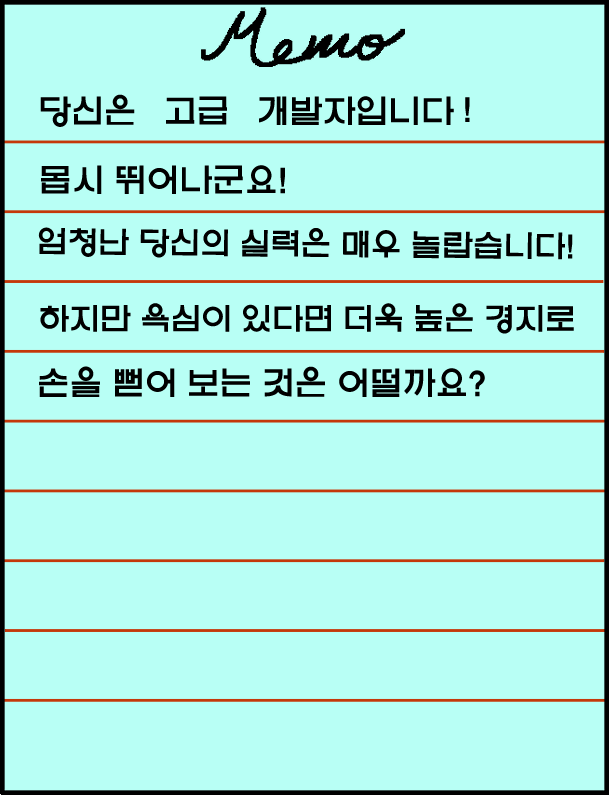 Memo
당신은 고급 개발자입니다!
몹시 뛰어나군요!
엄청난 당신의 실력은 매우 놀랍습니다!
하지만 욕심이 있다면 더욱 높은 경지로
손을 뻗어 보는 것은 어떨까요?